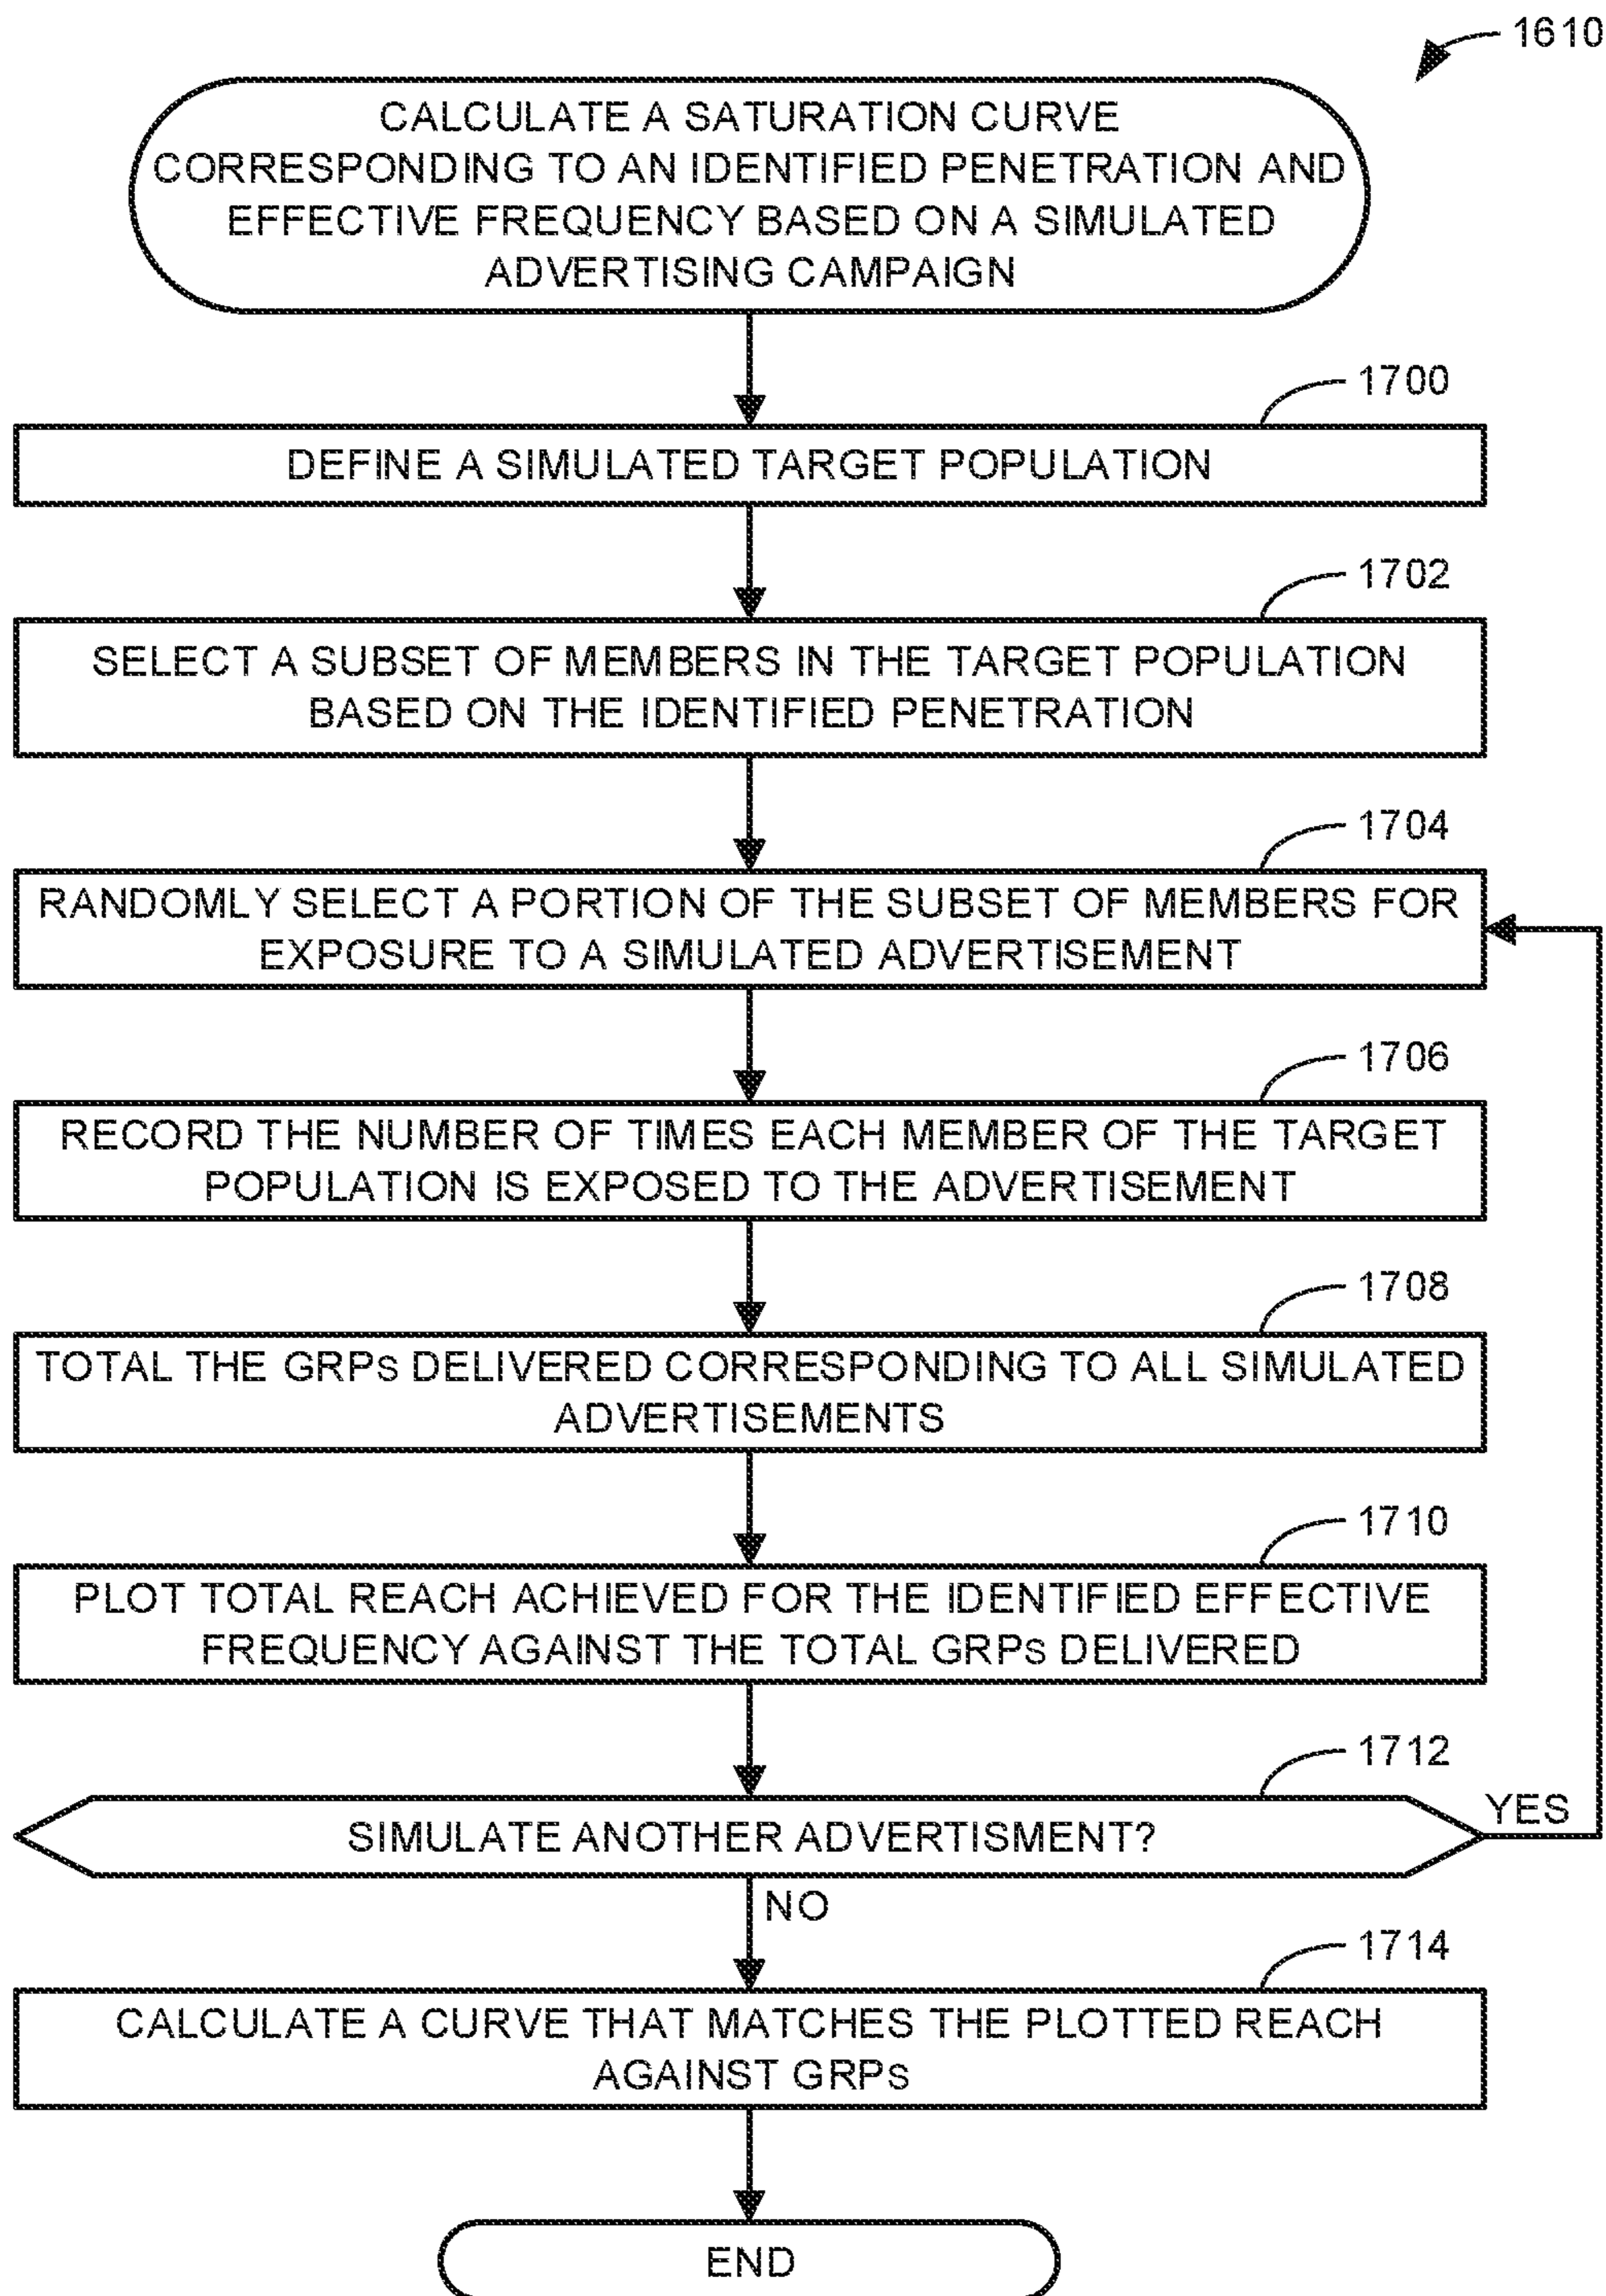 1610
CALCULATE A SATURATION CURVE
CORRESPONDING TO AN IDENTIFIED PENETRATION AND
EFFECTIVE FREQUENCY BASED ON A SIMULATED
ADVERTISING CAMPAIGN
1700
DEFINE A SIMULATED TARGET POPULATION
1702
SELECT A SUBSET OF MEMBERS IN THE TARGET POPULATION
BASED ON THE IDENTIFIED PENETRATION
1704
RANDOMLY SELECT A PORTION OF THE SUBSET OF MEMBERS FOR
EXPOSURE TO A SIMULATED ADVERTISEMENT
1706
RECORD THE NUMBER OF TIMES EACH MEMBER OF THE TARGET
POPULATION IS EXPOSED TO THE ADVERTISEMENT
1708
TOTAL THE GRPs DELIVERED CORRESPONDING TO ALL SIMULATED
ADVERTISEMENTS
1710
PLOT TOTAL REACH ACHIEVED FOR THE IDENTIFIED EFFECTIVE
FREQUENCY AGAINST THE TOTAL GRPs DELIVERED
1712
YES
SIMULATE ANOTHER ADVERTISMENT?
NO
1714
CALCULATE A CURVE THAT MATCHES THE PLOTTED REACH
AGAINST GRPs
END